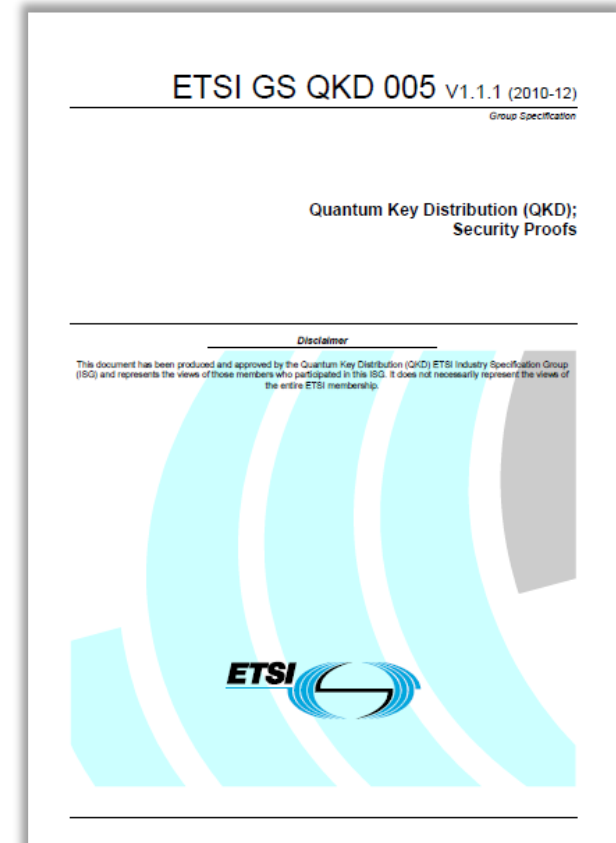 ETSI GS QKD 005 V1.1.1 (2010-12)
Group Specification
Quantum Key Distribution (QKD);
Security Proofs
Disclaimer
This document has been produced and approved by the Quantum Key Distribution (QKD) ETSI Industry Specification Group
(ISG) and represents the views of those members who participated in this ISG. It does not necessarily represent the views of
the entire ETSI membership.
ETSI